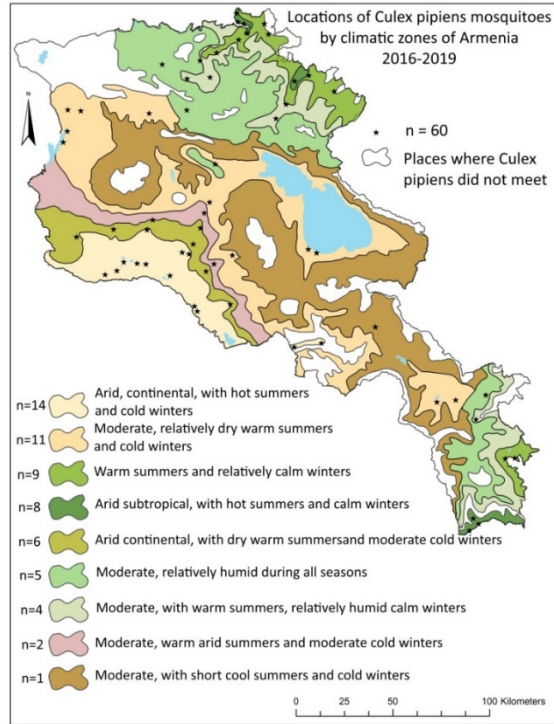 Locations of Culex pipiens mosquitoes
by climatic zones of Armenia
2016-2019
N
n = 60
Places where Culex
pipiens did not meet
n=14 Arid, continental, with hot summers
and cold winters
n=11 Moderate, relatively dry warm summers
and cold winters
n=9 Warm summers and relatively calm winters
n=8 Arid subtropical, with hot summers and calm winters
n=6 Arid continental, with dry warm summersand moderate cold winters
n=5 Moderate, relatively humid during all seasons
n=4 Moderate, with warm summers, relatively humid calm winters
n=2 Moderate, warm arid summers and moderate cold winters
n=1 Moderate, with short cool summers and cold winters
0 25 50 100 Kilometers